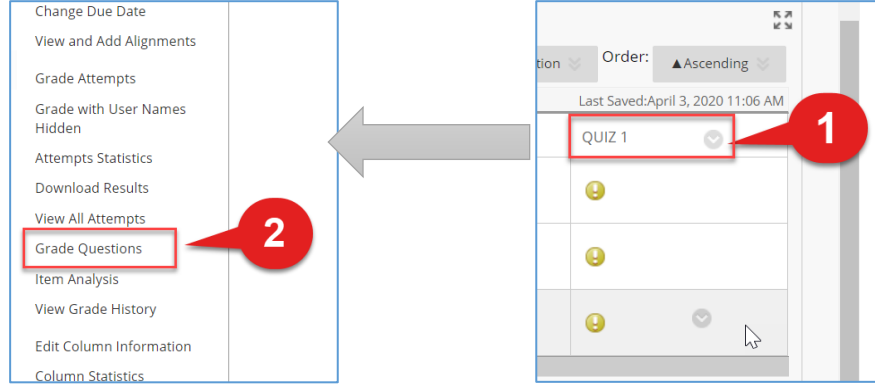 Change Due Date
View and Add Alignments
Grade Attempts
Grade with User Names
Hidden
Attempts Statistics
Download Results
View All Attempts
Grade Questions
2
Item Analysis
View Grade History
Edit Column Information
Column Statistics
tion
Order:
▲Ascending
Last Saved:April 3, 2020 11:06 AM
QUIZ 1
1